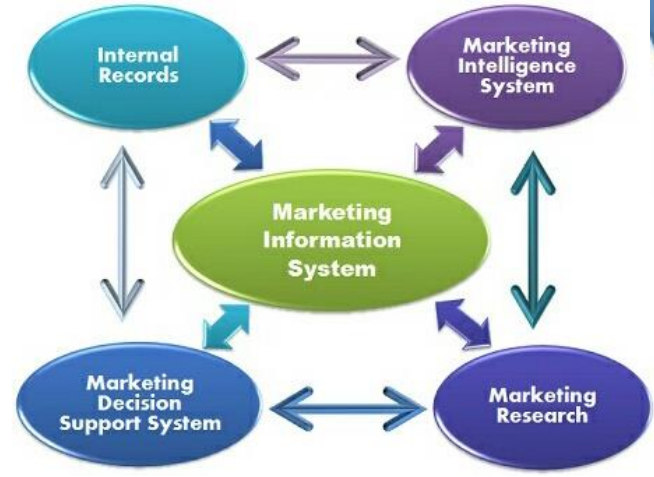 Internal
Records
Marketing
Intelligence
System
Marketing
Information
System
Marketing
Decision
Support System
Marketing
Research